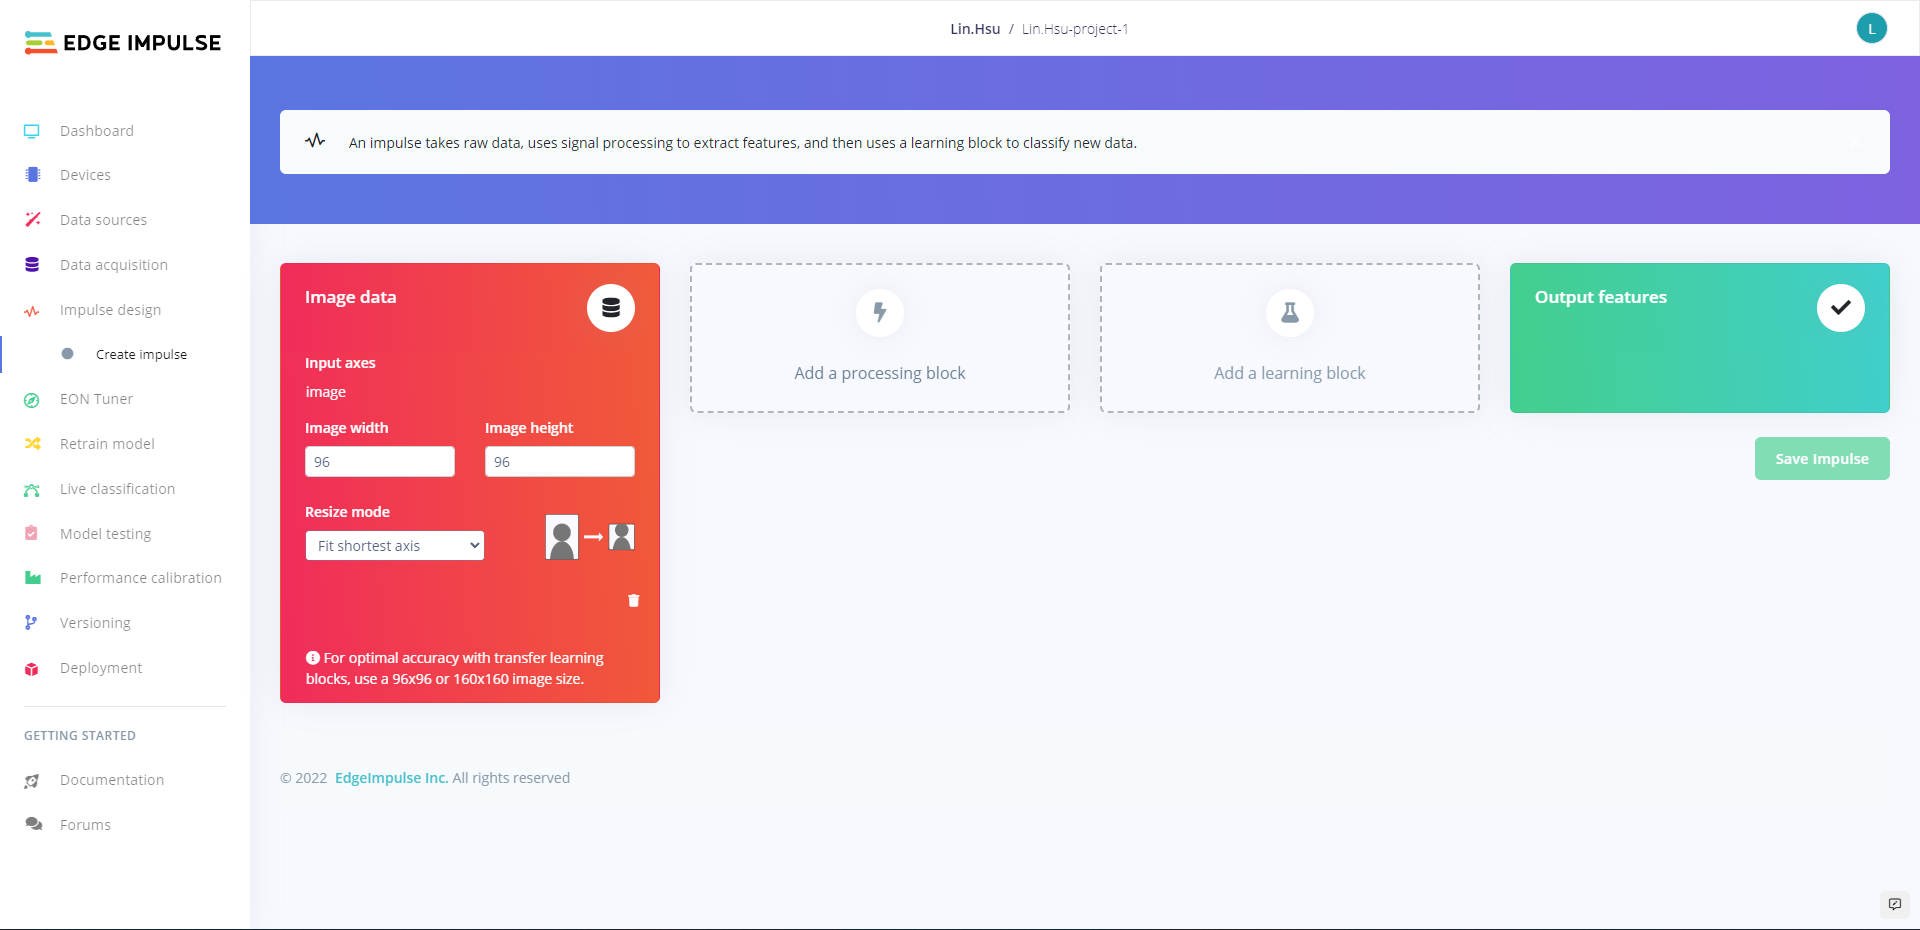 EDGE IMPULSE
Lin.Hsu / Lin.Hsu-project-1
L
Dashboard
Devices
Data sources
Data acquisition
Impulse design
Create impulse
EON Tuner
Retrain model
Live classification
Model testing
Performance calibration
Versioning
Deployment
GETTING STARTED
Documentation
Forums
An impulse takes raw data, uses signal processing to extract features, and then uses a learning block to classify new data.
Image data
Input axes
image
Image width
Image height
96
96
Resize mode
Fit shortest axis
For optimal accuracy with transfer learning
blocks, use a 96x96 or 160x160 image size.
Add a processing block
Add a learning block
Output features
Save Impulse
© 2022 EdgeImpulse Inc. All rights reserved